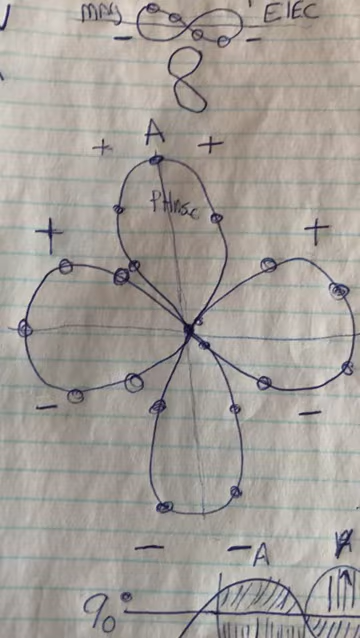 mag ELEC
- -
8
A
+ +
Phase
+ +
- -
- -A
90°